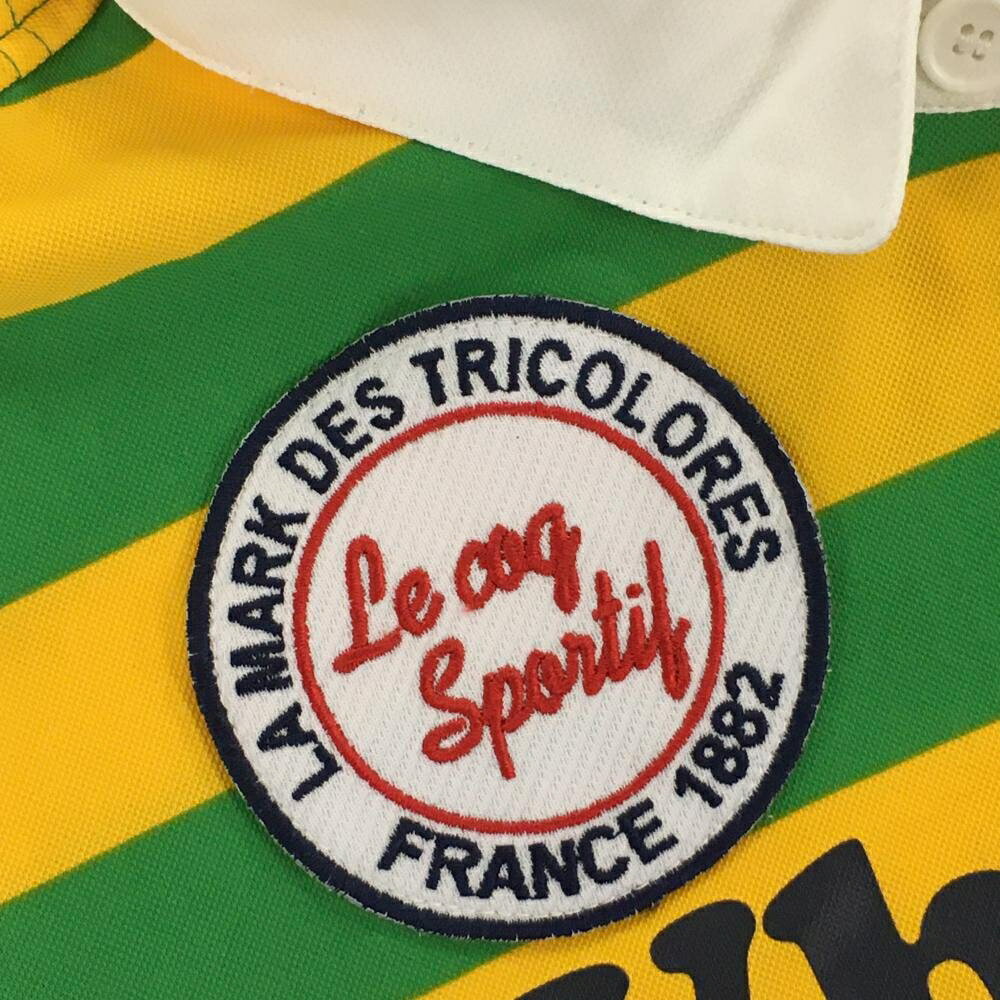 LA MARK DES TRICOLORES
Le coq
Sportif
FRANCE 1882